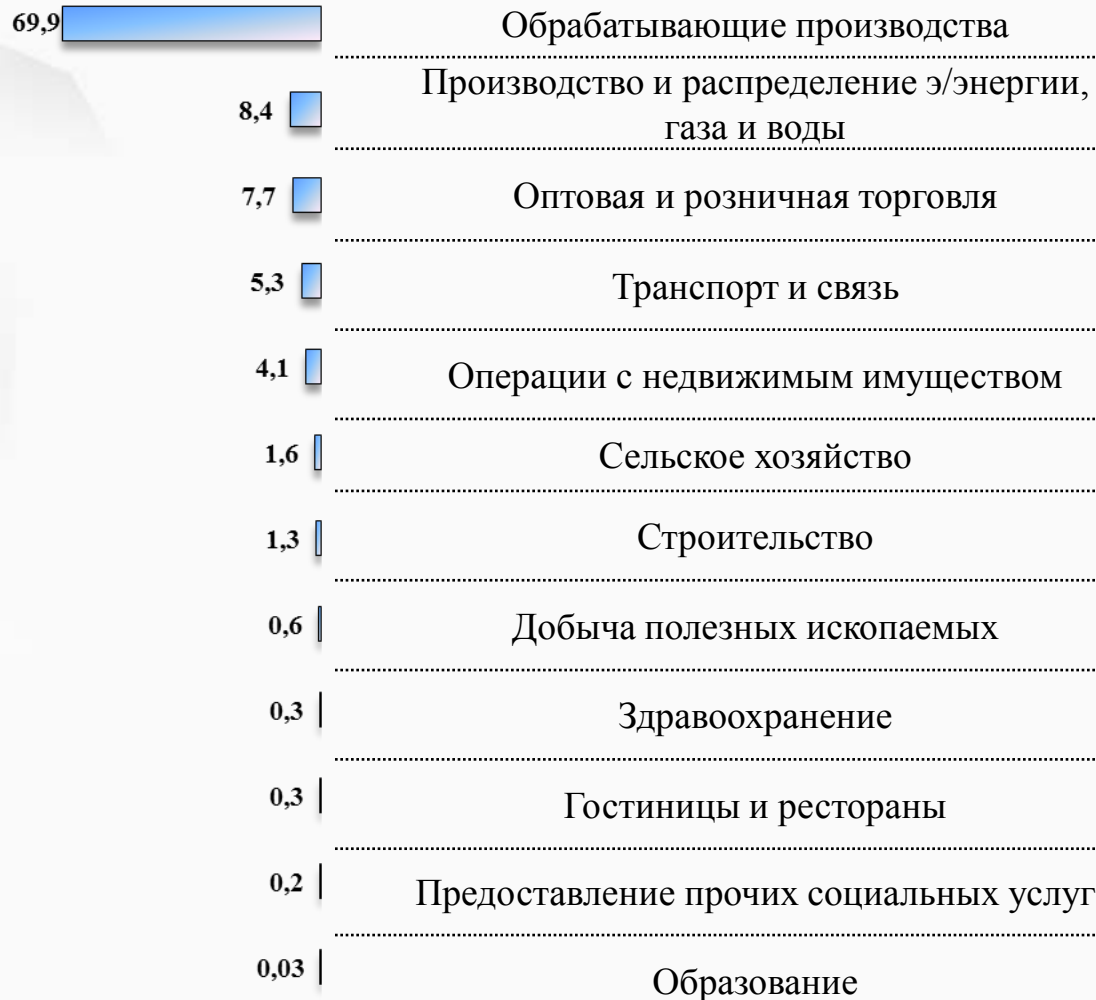 69,9 Обрабатывающие производства
Производство и распределение э/энергии,
8,4 газа и воды
7,7 Оптовая и розничная торговля
5,3 Транспорт и связь
4,1 Операции с недвижимым имуществом
1,6 Сельское хозяйство
1,3 Строительство
0,6 Добыча полезных ископаемых
0,3 Здравоохранение
0,3 Гостиницы и рестораны
0,2 Предоставление прочих социальных услуг
0,03 Образование